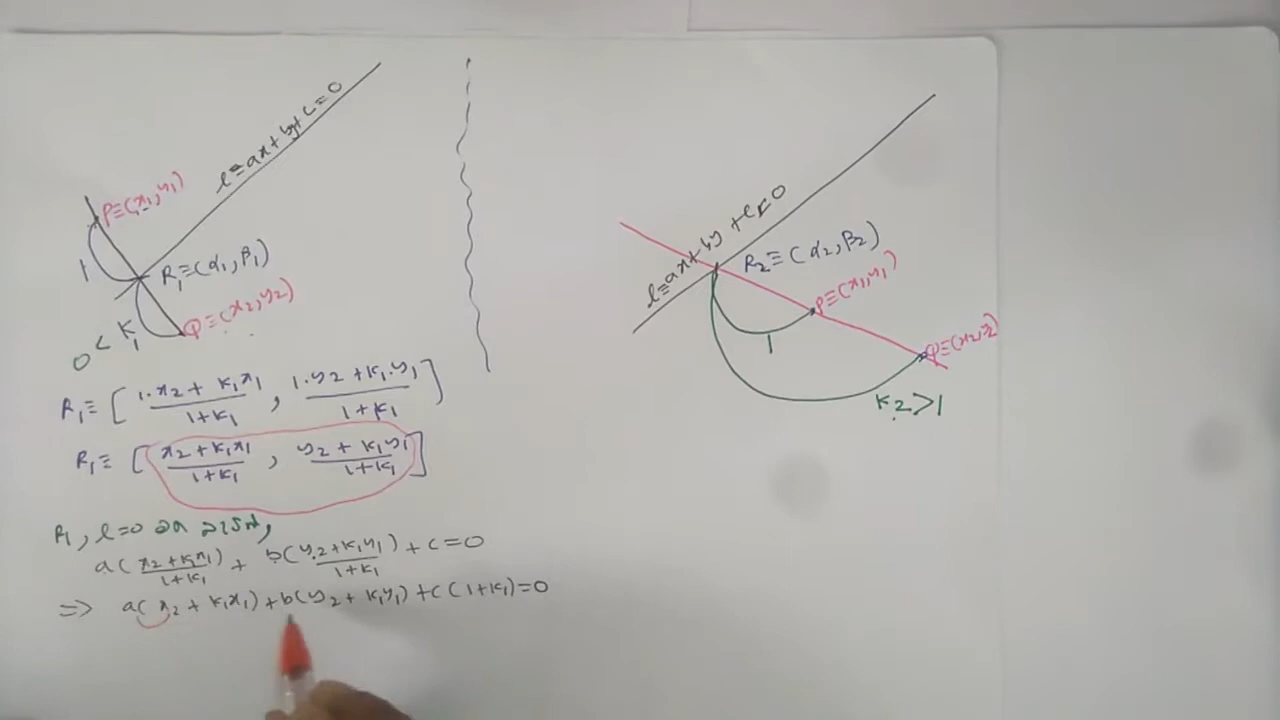 l≡ax+by+c=0
P≡(x₁,y₁)
1
R₁≡(α₁,β₁)
0<k₁
Q≡(x₂,y₂)
R₁≡[(1.x₂+k₁x₁)/(1+k₁), (1.y₂+k₁.y₁)/(1+k₁)]
R₁≡[(x₂+k₁x₁)/(1+k₁), (y₂+k₁y₁)/(1+k₁)]
R₁, l=0
a((x₂+k₁x₁)/(1+k₁))+b((y₂+k₁y₁)/(1+k₁))+c=0
⇒ a(x₂+k₁x₁)+b(y₂+k₁y₁)+c(1+k₁)=0
l≡ax+by+c=0
R₂≡(α₂,β₂)
P≡(x₁,y₁)
1
Q≡(x₂,y₂)
k₂>1